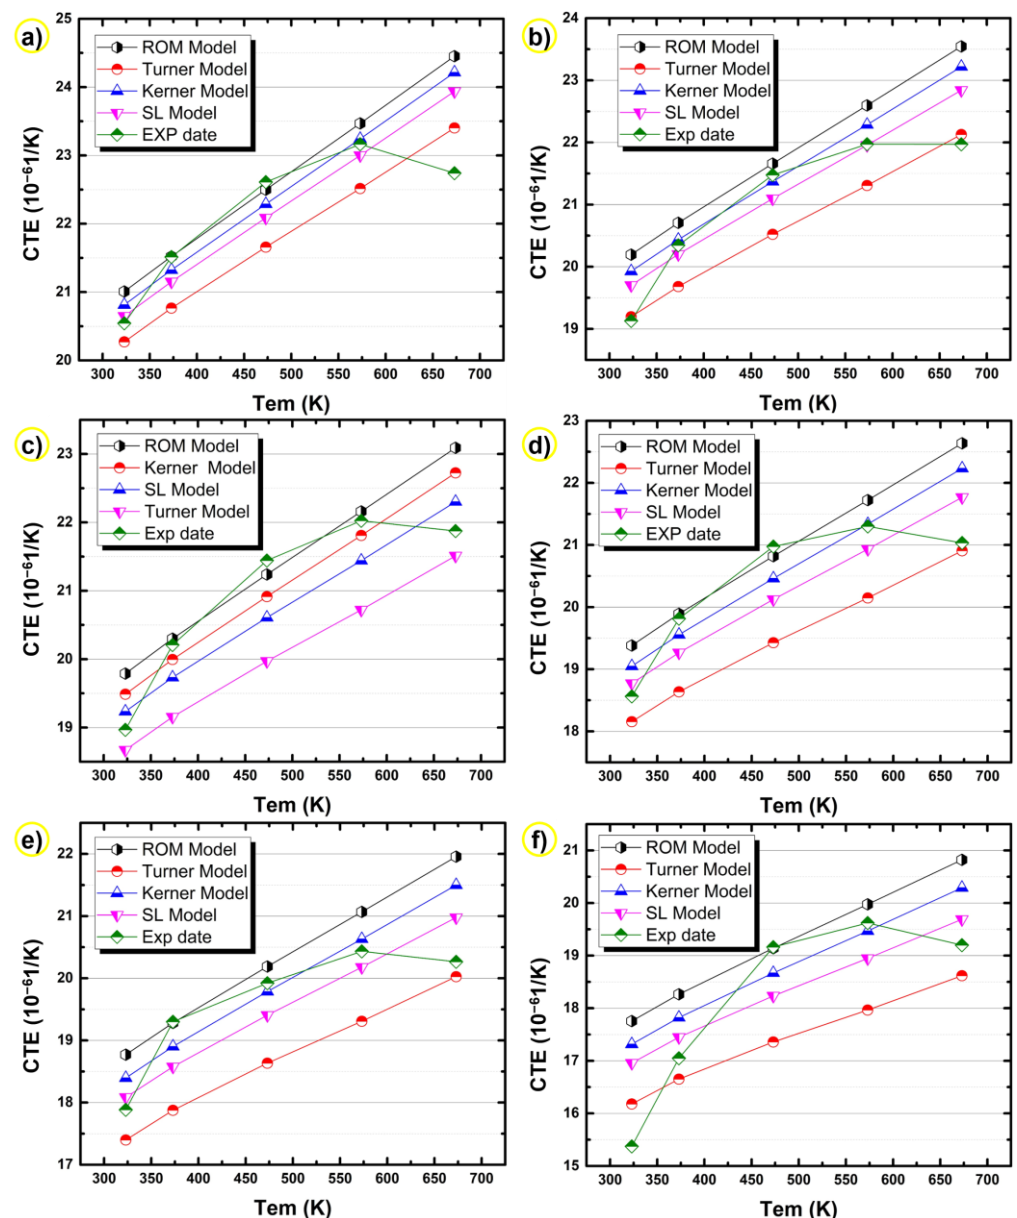 a)
ROM Model
Turner Model
Kerner Model
SL Model
EXP date
CTE (10⁻⁶1/K)
25
24
23
22
21
20
300 350 400 450 500 550 600 650 700
Tem (K)
b)
ROM Model
Turner Model
Kerner Model
SL Model
Exp date
CTE (10⁻⁶1/K)
24
23
22
21
20
19
300 350 400 450 500 550 600 650 700
Tem (K)
c)
ROM Model
Kerner Model
SL Model
Turner Model
Exp date
CTE (10⁻⁶1/K)
23
22
21
20
19
300 350 400 450 500 550 600 650 700
Tem (K)
d)
ROM Model
Turner Model
Kerner Model
SL Model
EXP date
CTE (10⁻⁶1/K)
23
22
21
20
19
18
300 350 400 450 500 550 600 650 700
Tem (K)
e)
ROM Model
Turner Model
Kerner Model
SL Model
Exp date
CTE (10⁻⁶1/K)
22
21
20
19
18
17
300 350 400 450 500 550 600 650 700
Tem (K)
f)
ROM Model
Turner Model
Kerner Model
SL Model
Exp date
CTE (10⁻⁶1/K)
21
20
19
18
17
16
15
300 350 400 450 500 550 600 650 700
Tem (K)